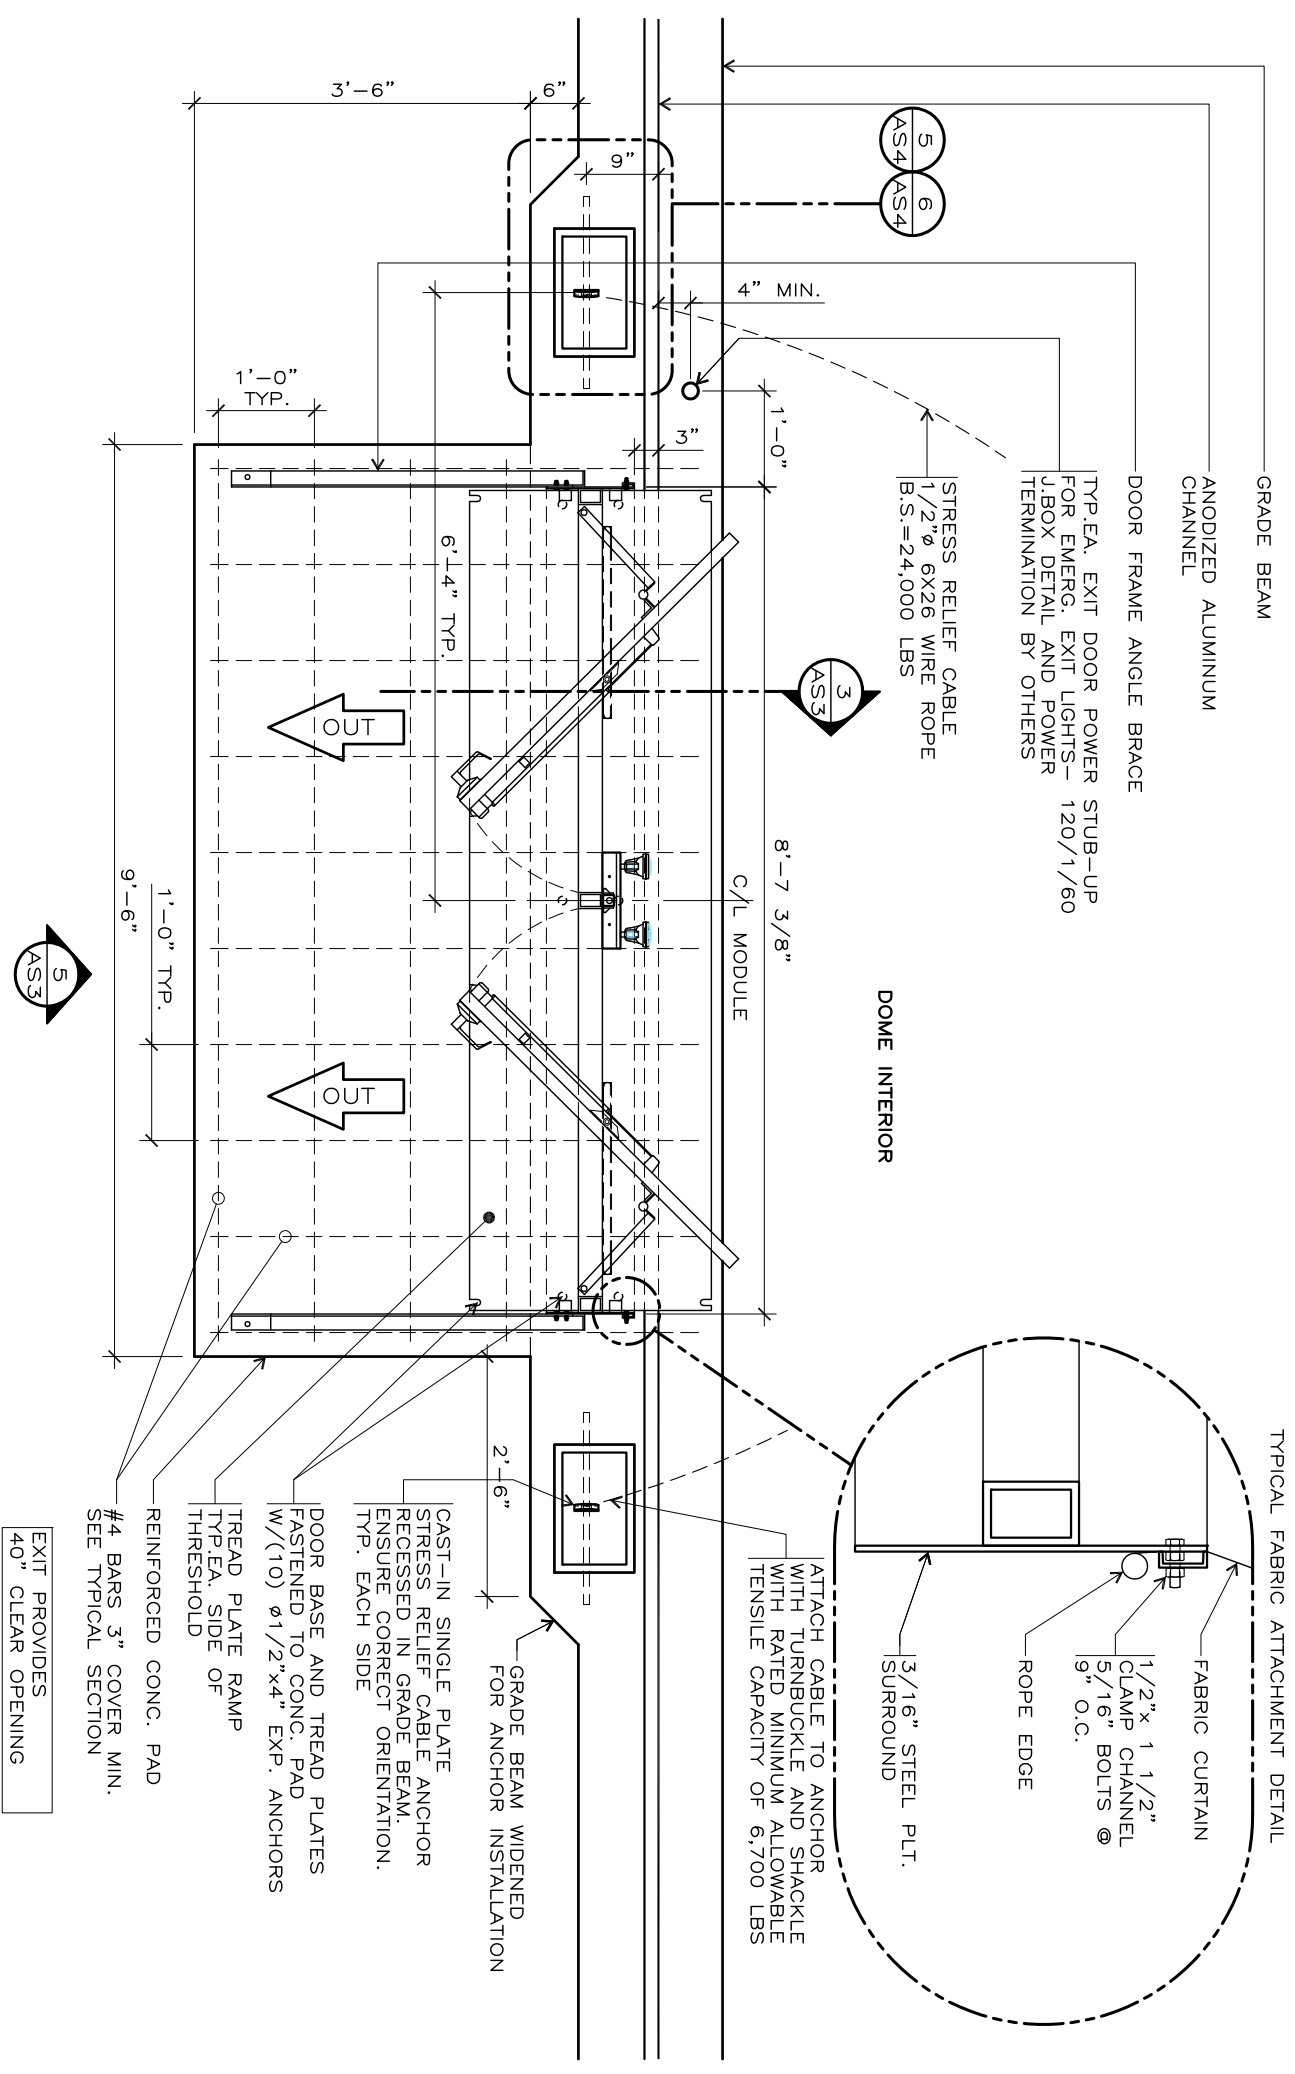 TYPICAL FABRIC ATTACHMENT DETAIL
GRADE BEAM
ANODIZED ALUMINUM
CHANNEL
DOOR FRAME ANGLE BRACE
TYP.EA. EXIT DOOR POWER STUB-UP
FOR EMERG. EXIT LIGHTS- 120/1/60
J.BOX DETAIL AND POWER
TERMINATION BY OTHERS
STRESS RELIEF CABLE
1/2"ø 6X26 WIRE ROPE
B.S.=24,000 LBS
FABRIC CURTAIN
1/2"x 1 1/2"
CLAMP CHANNEL
5/16" BOLTS @
9" O.C.
ROPE EDGE
3/16" STEEL PLT.
SURROUND
5
AS4
6
AS4
3
AS3
DOME INTERIOR
ATTACH CABLE TO ANCHOR
WITH TURNBUCKLE AND SHACKLE
WITH RATED MINIMUM ALLOWABLE
TENSILE CAPACITY OF 6,700 LBS
4" MIN.
1'-0"
8'-7 3/8"
C/L MODULE
9"
3"
3'-6"
6"
6'-4" TYP.
2'-6"
GRADE BEAM WIDENED
FOR ANCHOR INSTALLATION
CAST-IN SINGLE PLATE
STRESS RELIEF CABLE ANCHOR
RECESSED IN GRADE BEAM.
ENSURE CORRECT ORIENTATION.
TYP. EACH SIDE
OUT
OUT
1'-0"
TYP.
DOOR BASE AND TREAD PLATES
FASTENED TO CONC. PAD
W/(10) ø1/2"x4" EXP. ANCHORS
TREAD PLATE RAMP
TYP.EA. SIDE OF
THRESHOLD
REINFORCED CONC. PAD
#4 BARS 3" COVER MIN.
SEE TYPICAL SECTION
1'-0" TYP.
9'-6"
5
AS3
EXIT PROVIDES
40" CLEAR OPENING